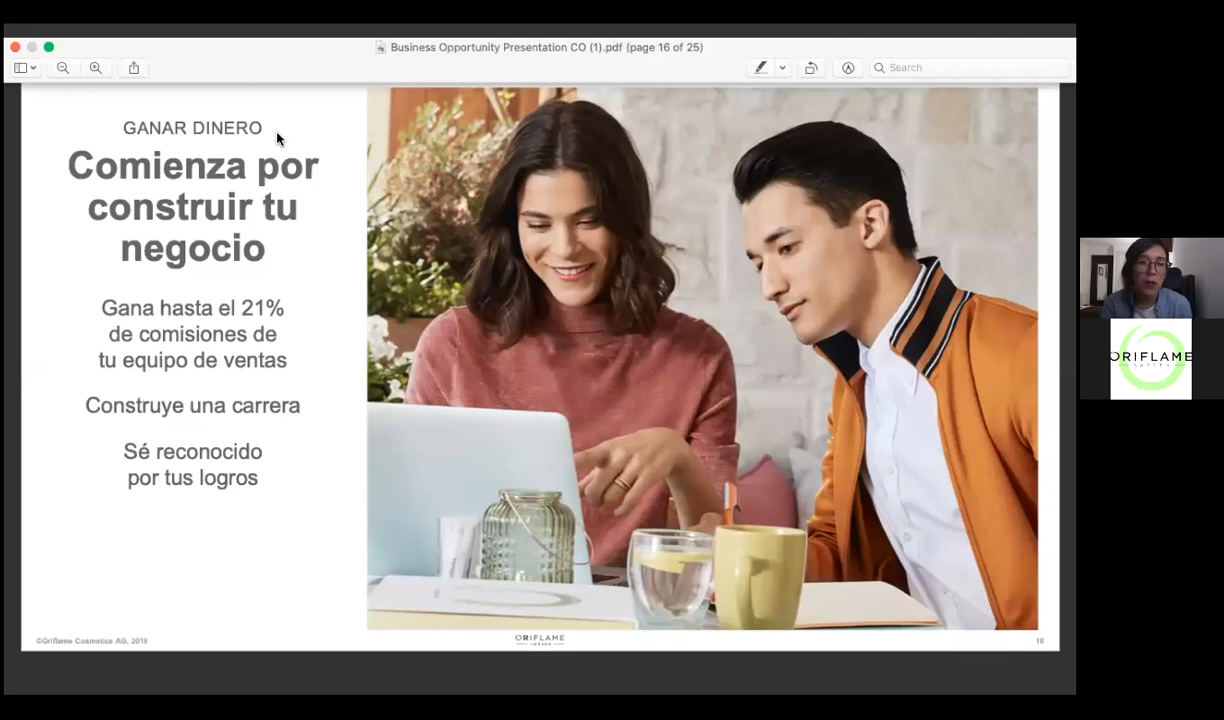 Business Opportunity Presentation CO (1).pdf (page 16 of 25)
Search
GANAR DINERO
Comienza por
construir tu
negocio
Gana hasta el 21%
de comisiones de
tu equipo de ventas
Construye una carrera
Sé reconocido
por tus logros
©Oriflame Cosmetics AG, 2018
ORIFLAME
SWEDEN
16
ORIFLAME
SWEDEN